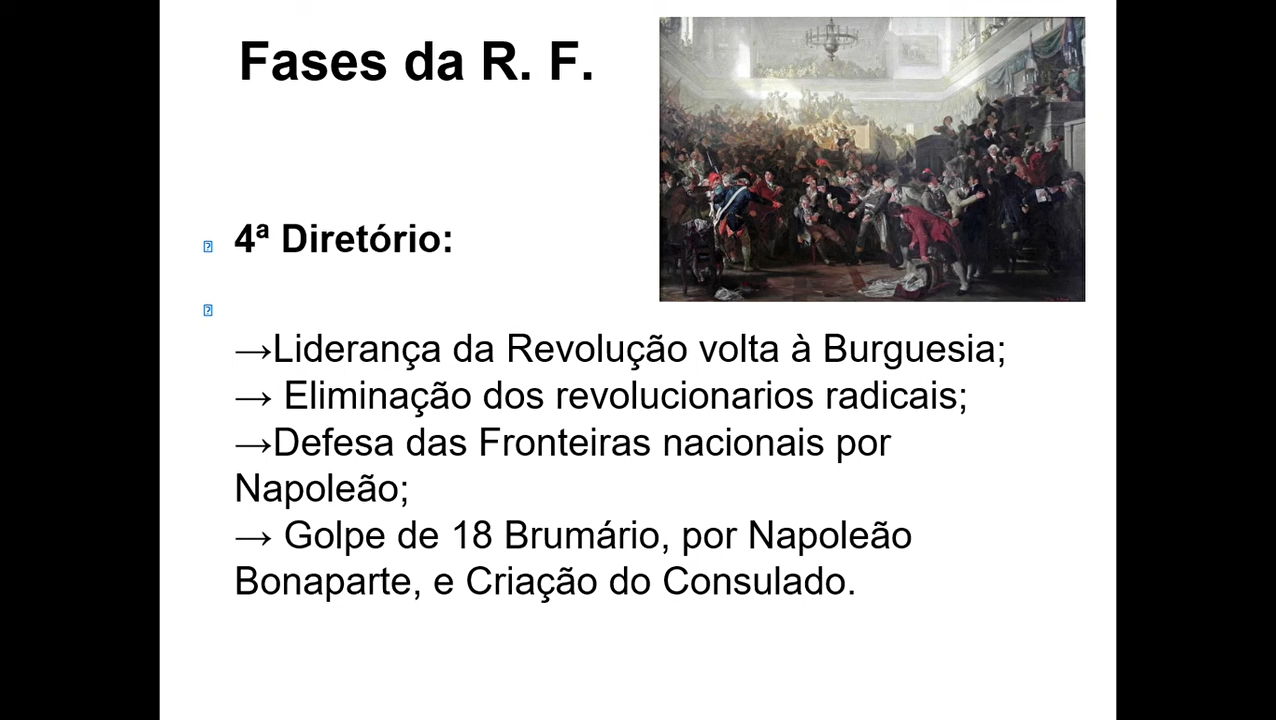 Fases da R. F.
4ª Diretório:
→Liderança da Revolução volta à Burguesia;
→ Eliminação dos revolucionarios radicais;
→Defesa das Fronteiras nacionais por
Napoleão;
→ Golpe de 18 Brumário, por Napoleão
Bonaparte, e Criação do Consulado.